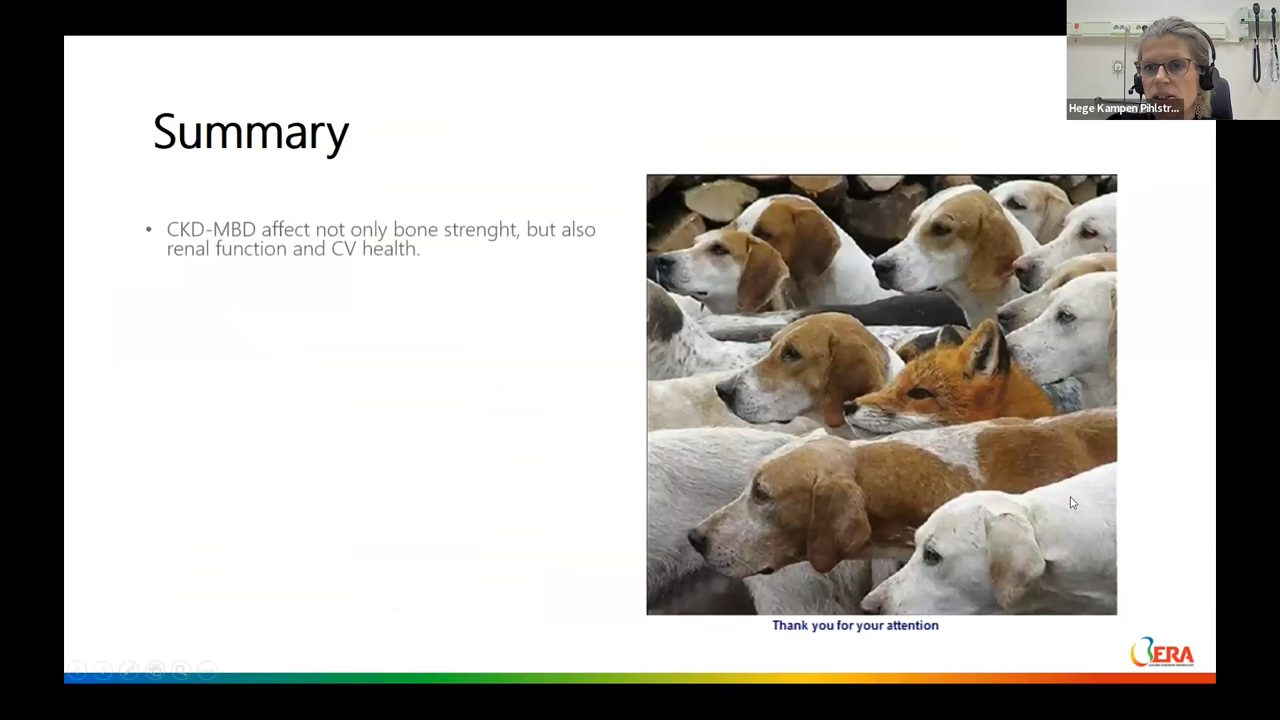 Hege Kampen Pihlstr...
Summary
• CKD-MBD affect not only bone strenght, but also
renal function and CV health.
Thank you for your attention
ERA